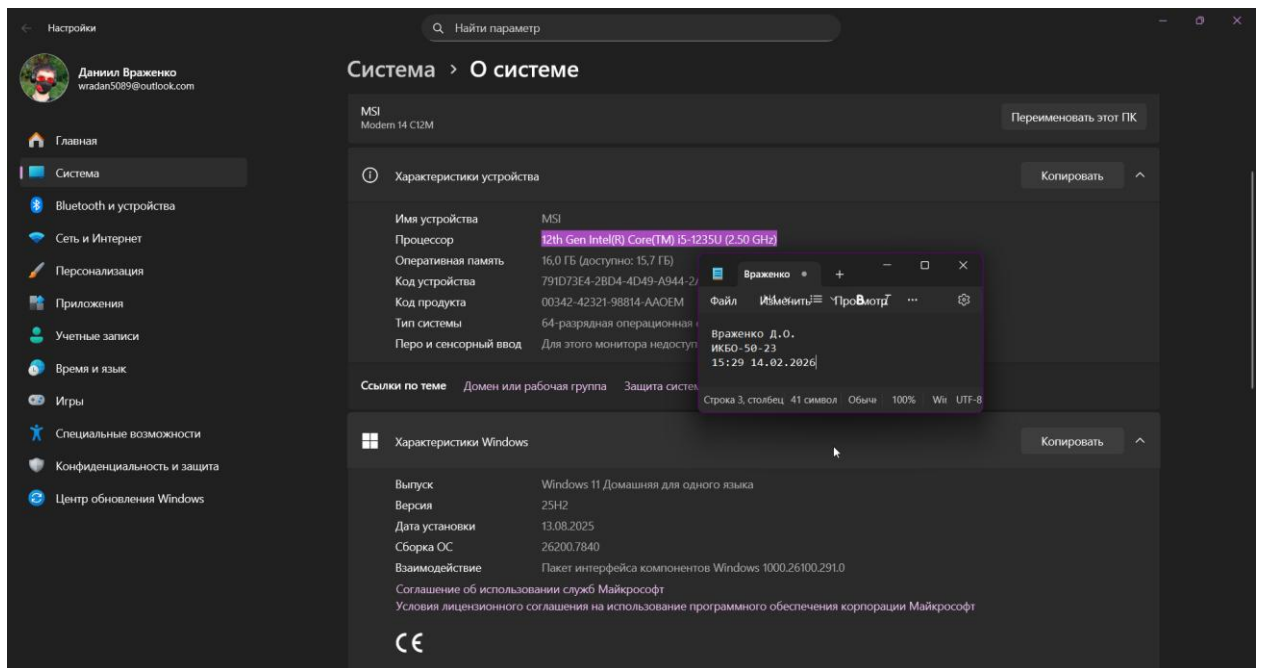 Настройки
Найти параметр
Даниил Враженко
wradan5089@outlook.com
Главная
Система
Bluetooth и устройства
Сеть и Интернет
Персонализация
Приложения
Учетные записи
Время и язык
Игры
Специальные возможности
Конфиденциальность и защита
Центр обновления Windows
Система > О системе
MSI
Modern 14 C12M
Переименовать этот ПК
Характеристики устройства
Копировать
Имя устройства MSI
Процессор 12th Gen Intel(R) Core(TM) i5-1235U (2.50 GHz)
Оперативная память 16,0 ГБ (доступно: 15,7 ГБ)
Код устройства 791D73E4-2BD4-4D49-A944-2
Код продукта 00342-42321-98814-AAOEM
Тип системы 64-разрядная операционная
Перо и сенсорный ввод Для этого монитора недоступ
Ссылки по теме Домен или рабочая группа Защита систем
Враженко
Файл Изменить Просмотр ...
Враженко Д.О.
ИКБО-50-23
15:29 14.02.2026
Строка 3, столбец 41 символ Обычн 100% Wi UTF-8
Характеристики Windows
Копировать
Выпуск Windows 11 Домашняя для одного языка
Версия 25H2
Дата установки 13.08.2025
Сборка ОС 26200.7840
Взаимодействие Пакет интерфейса компонентов Windows 1000.26100.291.0
Соглашение об использовании служб Майкрософт
Условия лицензионного соглашения на использование программного обеспечения корпорации Майкрософт
CE